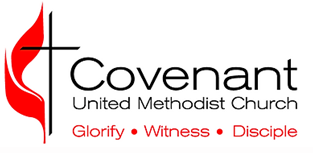 Covenant
United Methodist Church
Glorify • Witness • Disciple